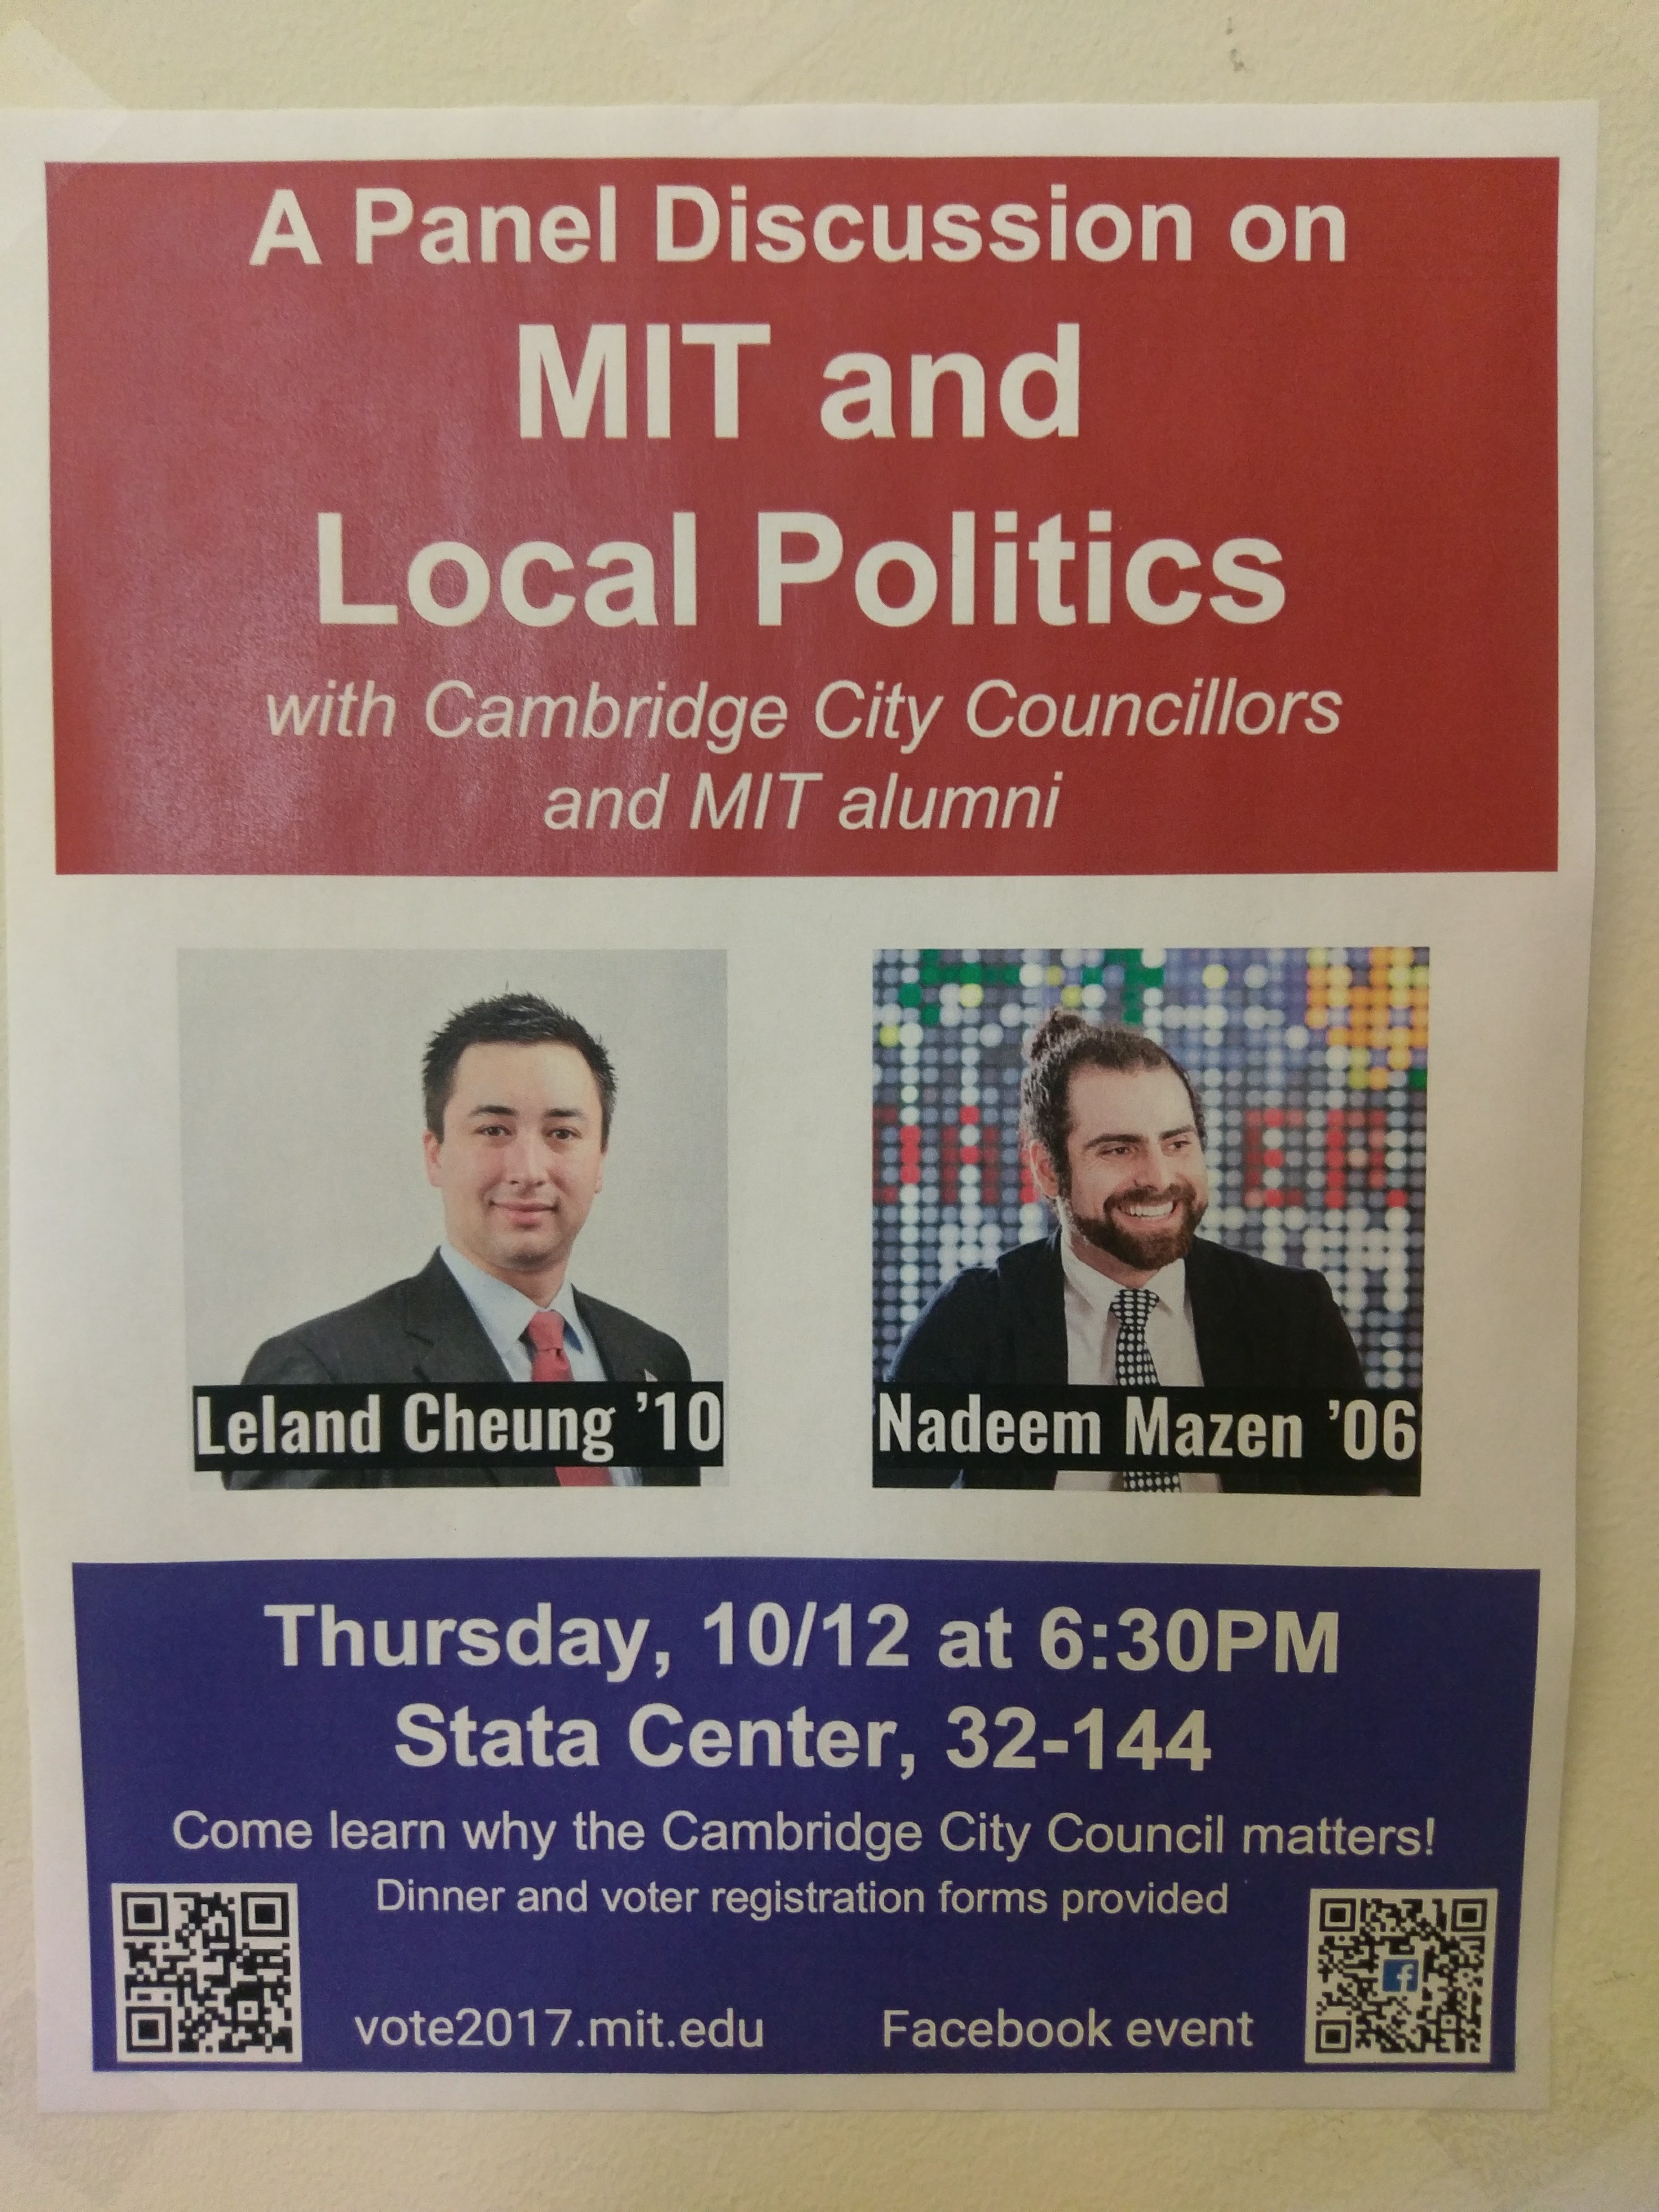 A Panel Discussion on
MIT and
Local Politics
with Cambridge City Councillors
and MIT alumni
Leland Cheung ’10
Nadeem Mazen ’06
Thursday, 10/12 at 6:30PM
Stata Center, 32-144
Come learn why the Cambridge City Council matters!
Dinner and voter registration forms provided
vote2017.mit.edu
Facebook event